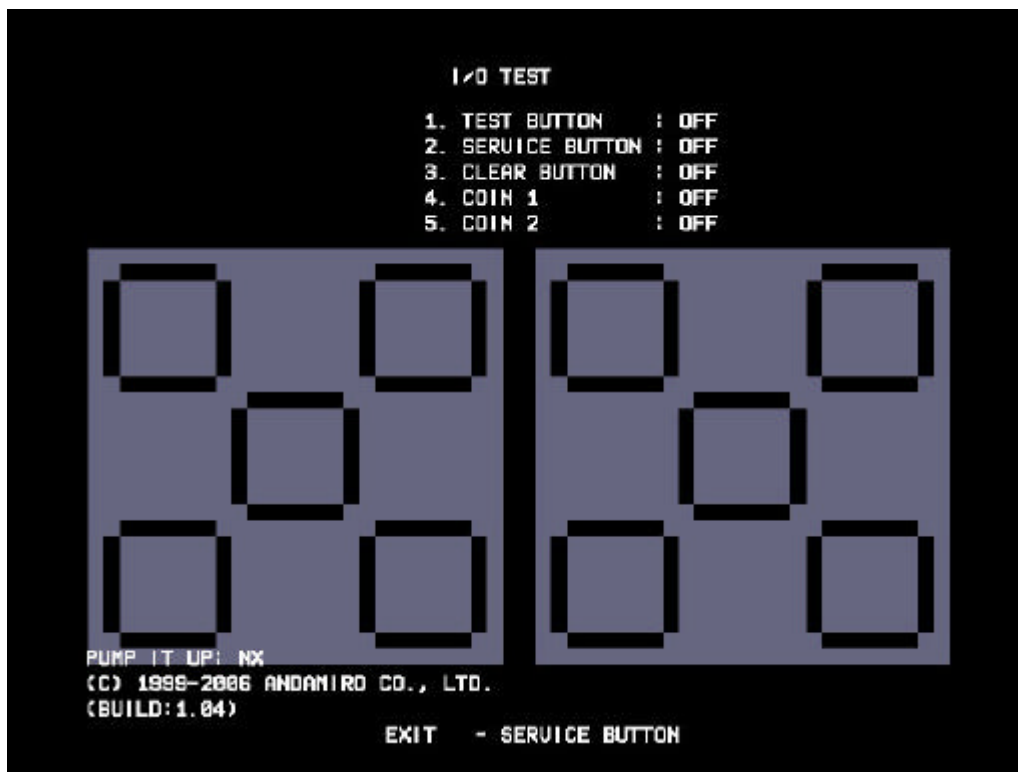 I/O TEST
1. TEST BUTTON : OFF
2. SERVICE BUTTON : OFF
3. CLEAR BUTTON : OFF
4. COIN 1 : OFF
5. COIN 2 : OFF
PUMP IT UP: NX
(C) 1999-2006 ANDAMIRO CO., LTD.
(BUILD:1.04)
EXIT - SERVICE BUTTON